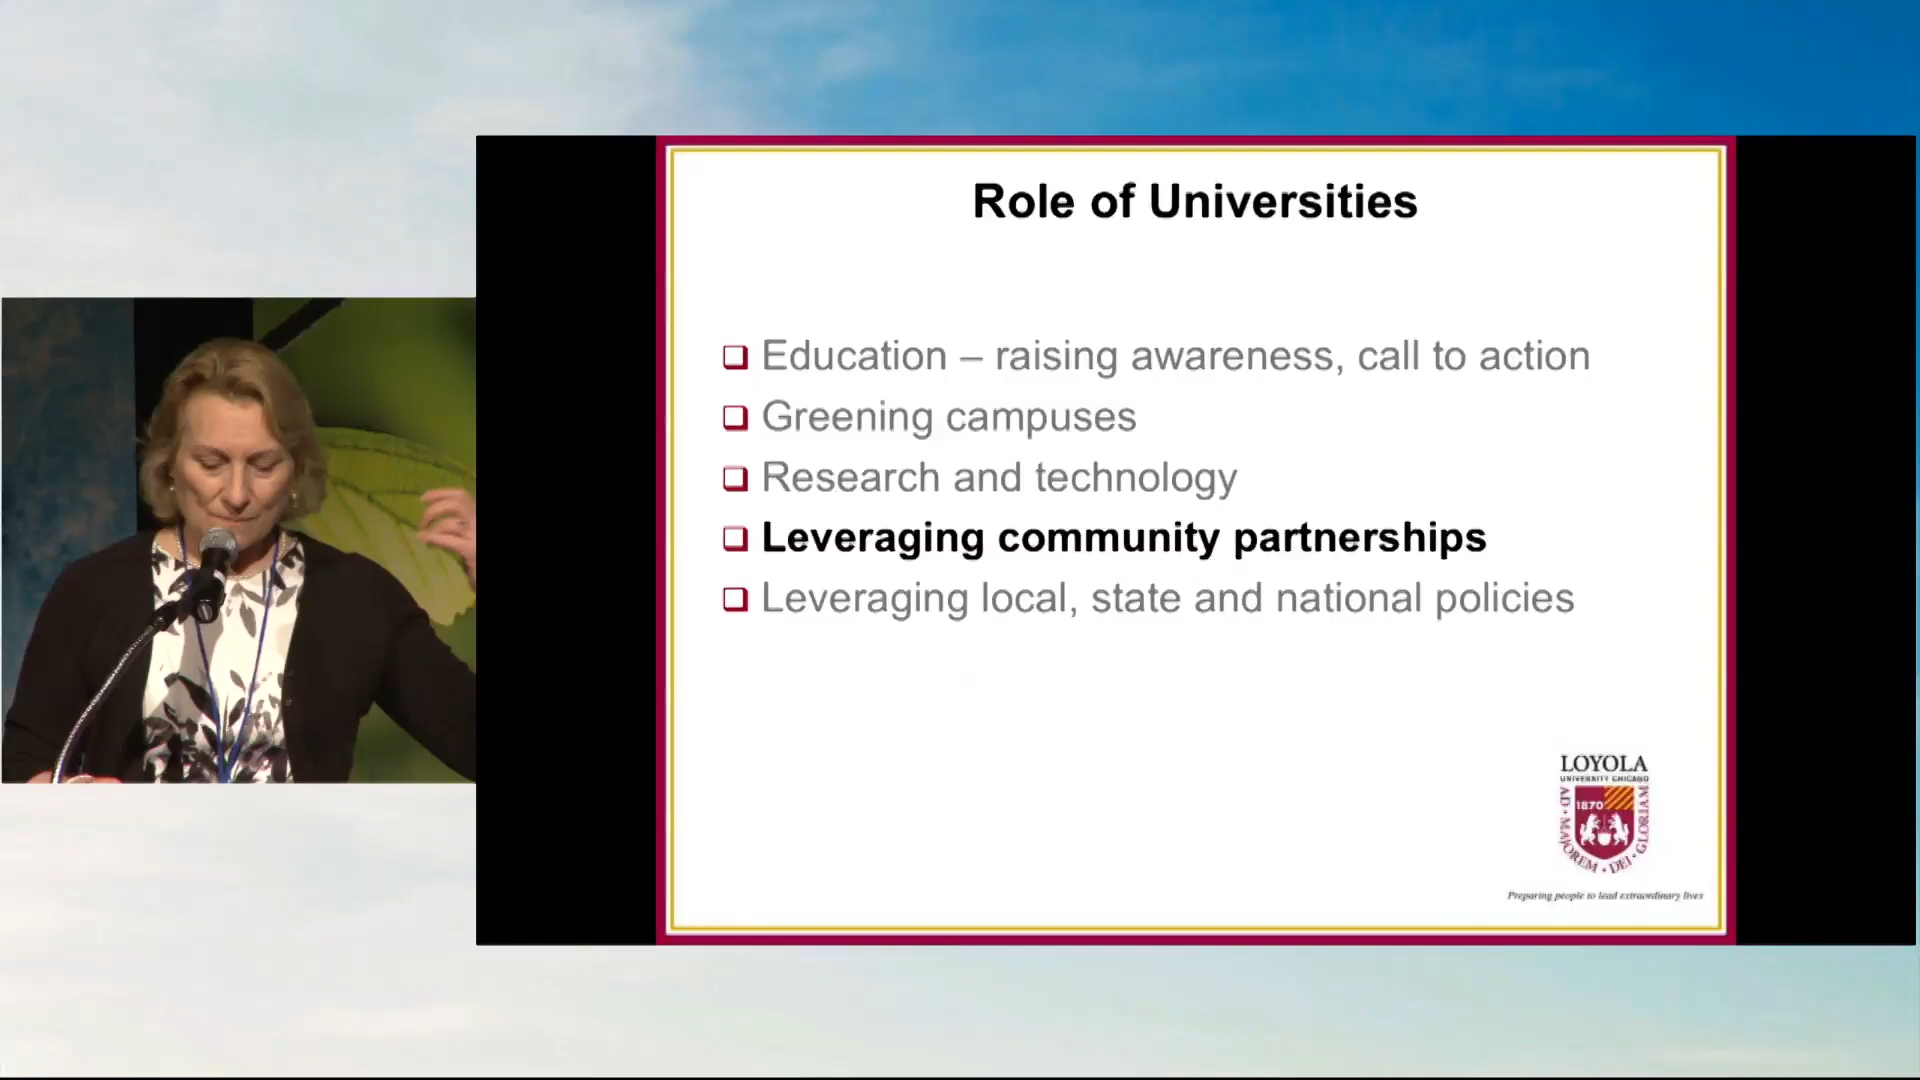 Role of Universities
Education – raising awareness, call to action
Greening campuses
Research and technology
Leveraging community partnerships
Leveraging local, state and national policies
LOYOLA
UNIVERSITY CHICAGO
1870
AD • MAJOREM • DEI • GLORIAM
Preparing people to lead extraordinary lives